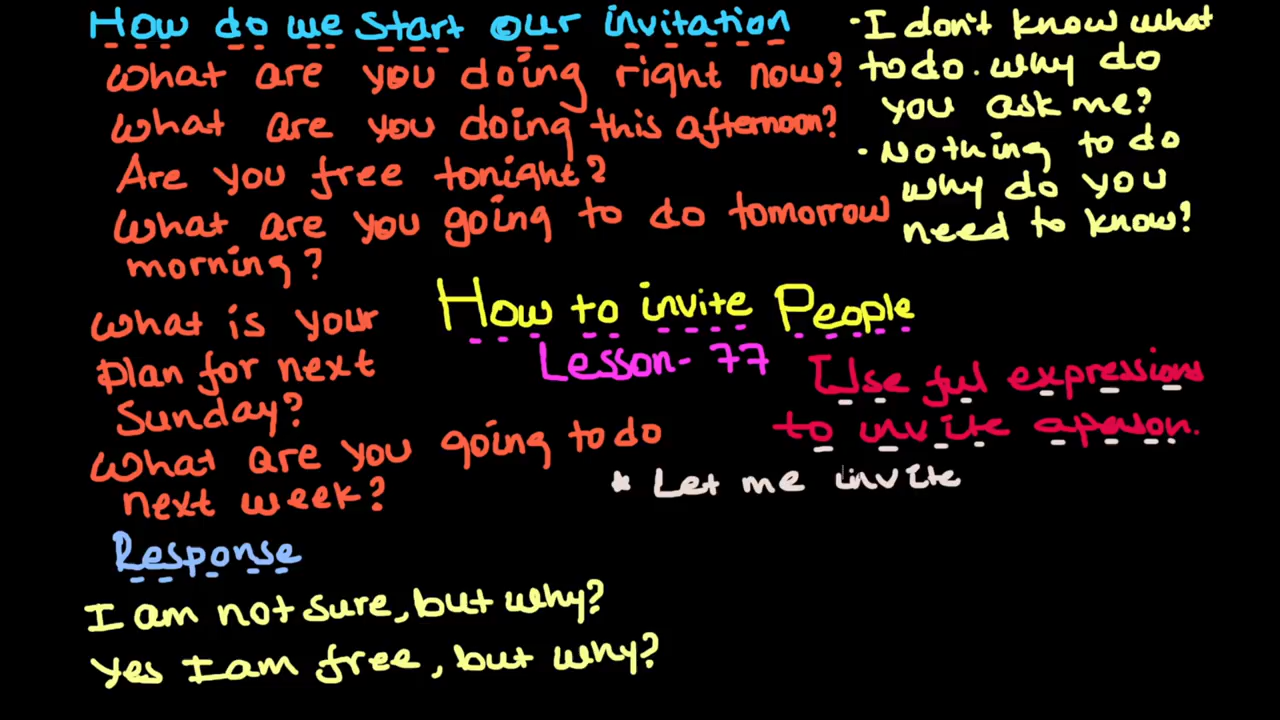 How do we start our invitation
What are you doing right now?
What are you doing this afternoon?
Are you free tonight?
What are you going to do tomorrow
morning?
What is your
plan for next
Sunday?
What are you going to do
next week?
Response
I am not sure, but why?
Yes I am free, but why?
· I don't know what
to do. why do
you ask me?
· Nothing to do
why do you
need to know?
How to invite People
Lesson-77
Useful expressions
to invite a person.
* Let me invite